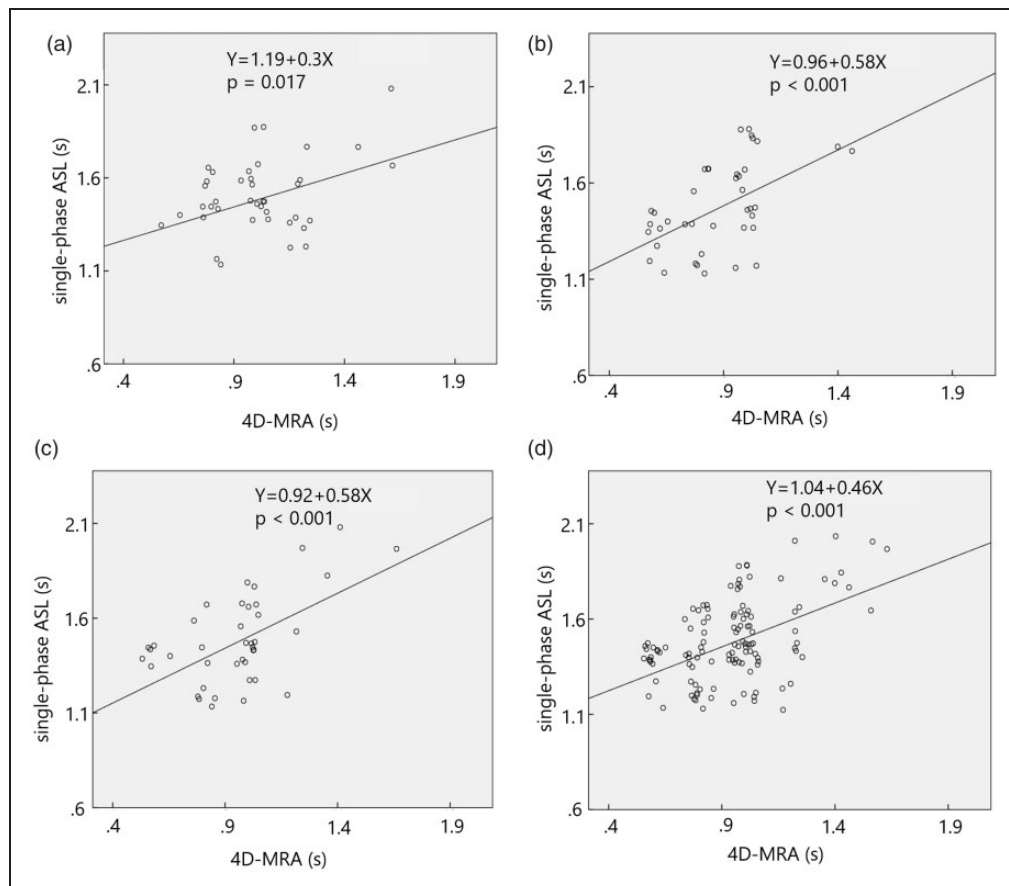 (a)
Y=1.19+0.3X
p = 0.017
2.1
1.6
1.1
.6
single-phase ASL (s)
.4 .9 1.4 1.9
4D-MRA (s)
(b)
Y=0.96+0.58X
p < 0.001
2.1
1.6
1.1
.6
single-phase ASL (s)
.4 .9 1.4 1.9
4D-MRA (s)
(c)
Y=0.92+0.58X
p < 0.001
2.1
1.6
1.1
.6
single-phase ASL (s)
.4 .9 1.4 1.9
4D-MRA (s)
(d)
Y=1.04+0.46X
p < 0.001
2.1
1.6
1.1
.6
single-phase ASL (s)
.4 .9 1.4 1.9
4D-MRA (s)